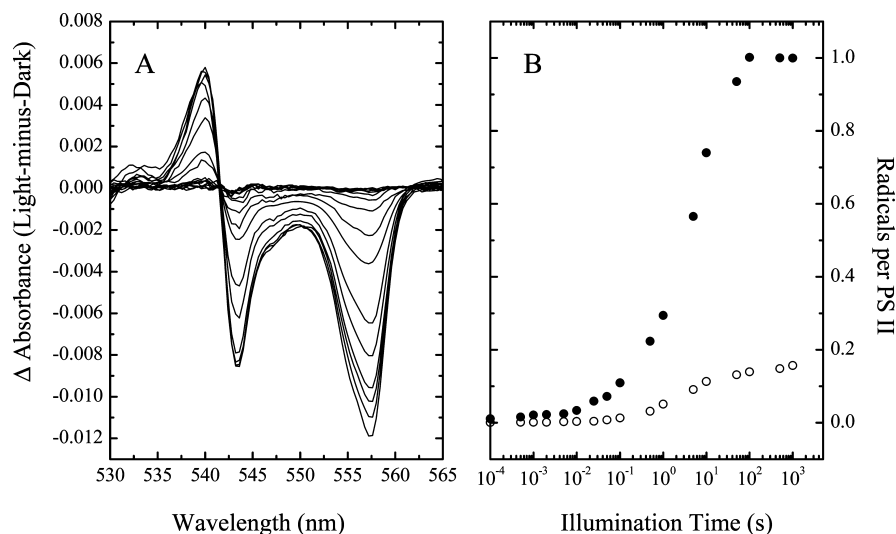 A
B
Δ Absorbance (Light-minus-Dark)
0.008
0.006
0.004
0.002
0.000
-0.002
-0.004
-0.006
-0.008
-0.010
-0.012
530 535 540 545 550 555 560 565
Wavelength (nm)
1.0
0.8
0.6
0.4
0.2
0.0
Radicals per PS II
10⁻⁴ 10⁻³ 10⁻² 10⁻¹ 10⁰ 10¹ 10² 10³
Illumination Time (s)